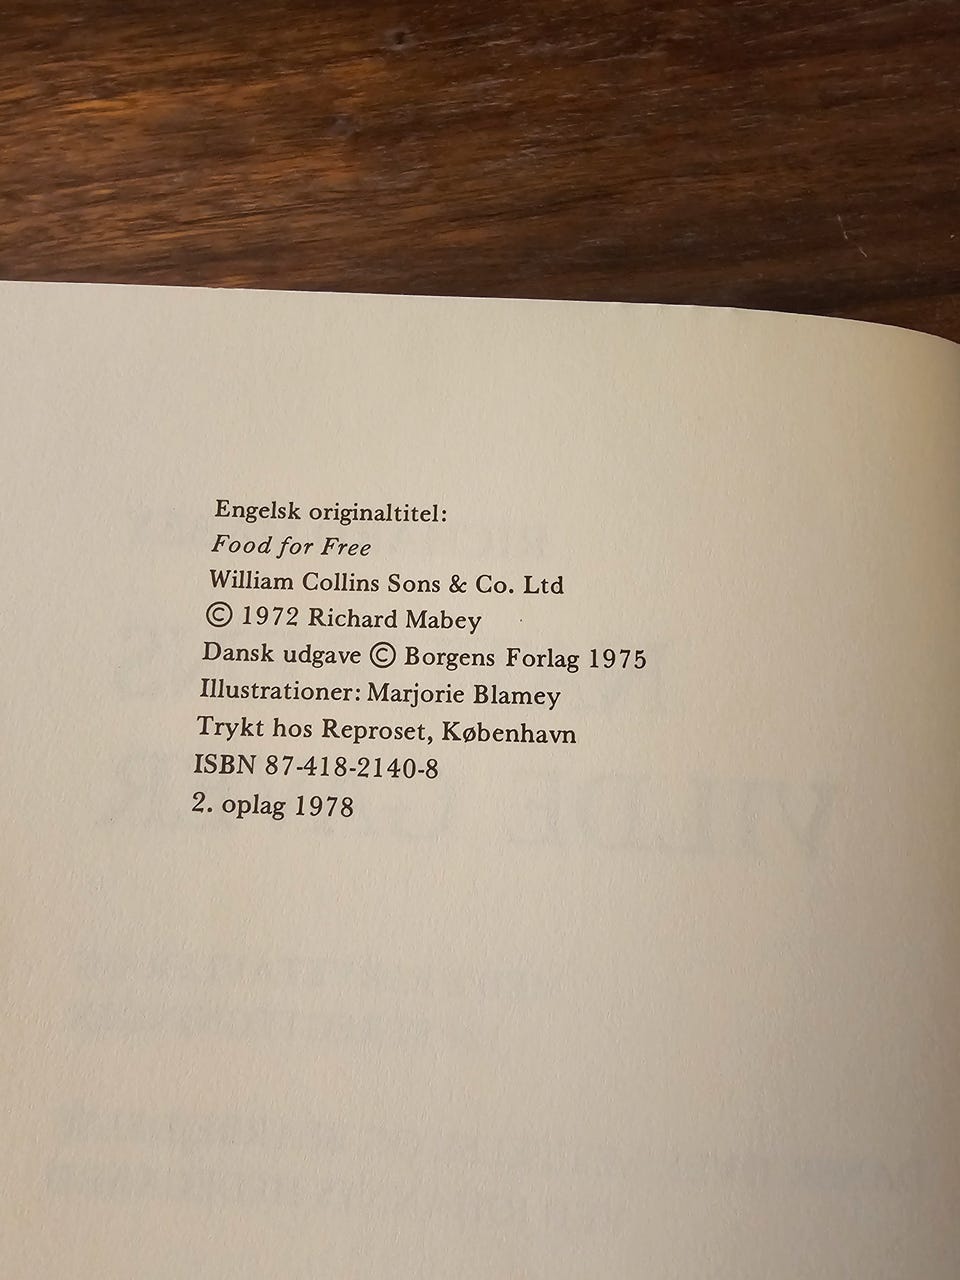 Engelsk originaltitel:
Food for Free
William Collins Sons & Co. Ltd
© 1972 Richard Mabey
Dansk udgave © Borgens Forlag 1975
Illustrationer: Marjorie Blamey
Trykt hos Reproset, København
ISBN 87-418-2140-8
2. oplag 1978